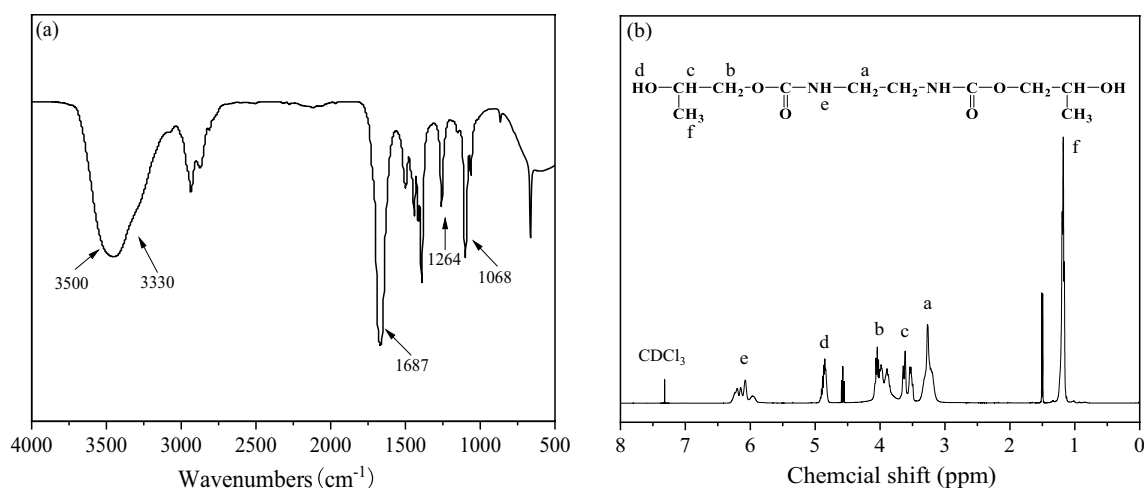 (a)
3500
3330
1687
1264
1068
4000 3500 3000 2500 2000 1500 1000 500
Wavenumbers (cm⁻¹)
(b)
d c b a
HO—CH—CH₂—O—C—NH—CH₂—CH₂—NH—C—O—CH₂—CH—OH
CH₃ O e O CH₃
f
f
a
b
c
d
e
CDCl₃
8 7 6 5 4 3 2 1 0
Chemcial shift (ppm)